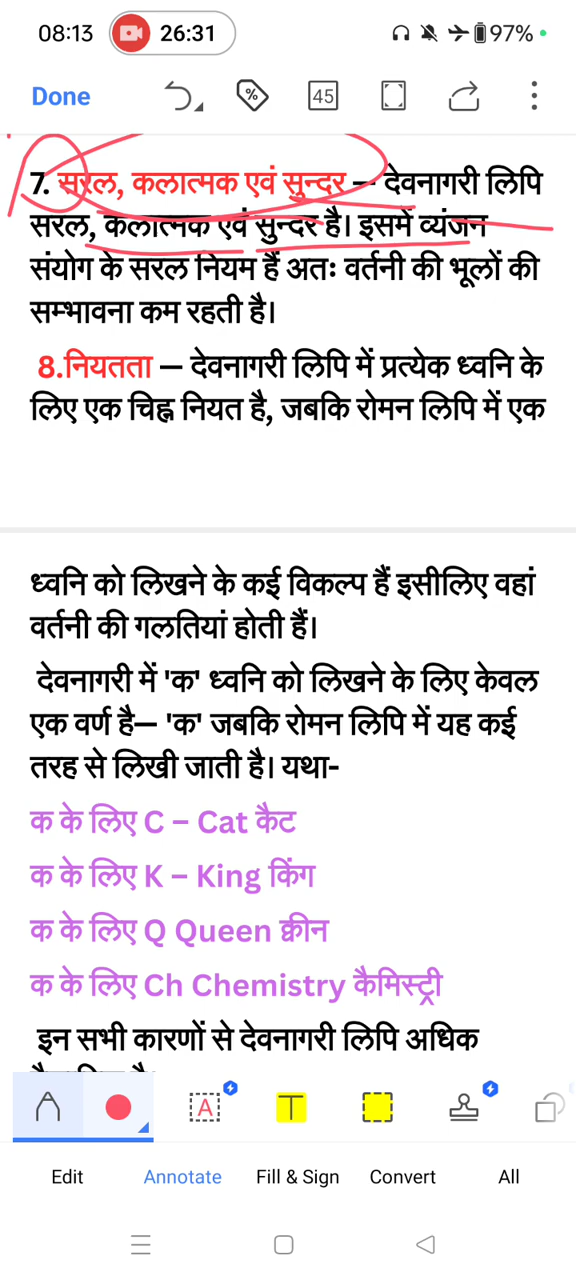 08:13 26:31 97%
Done % 45
7. सरल, कलात्मक एवं सुन्दर – देवनागरी लिपि
सरल, कलात्मक एवं सुन्दर है। इसमें व्यंजन
संयोग के सरल नियम हैं अतः वर्तनी की भूलों की
सम्भावना कम रहती है।
8.नियतता – देवनागरी लिपि में प्रत्येक ध्वनि के
लिए एक चिह्न नियत है, जबकि रोमन लिपि में एक
ध्वनि को लिखने के कई विकल्प हैं इसीलिए वहां
वर्तनी की गलतियां होती हैं।
देवनागरी में 'क' ध्वनि को लिखने के लिए केवल
एक वर्ण है– 'क' जबकि रोमन लिपि में यह कई
तरह से लिखी जाती है। यथा-
क के लिए C – Cat कैट
क के लिए K – King किंग
क के लिए Q Queen क्वीन
क के लिए Ch Chemistry कैमिस्ट्री
इन सभी कारणों से देवनागरी लिपि अधिक
A T
Edit Annotate Fill & Sign Convert All